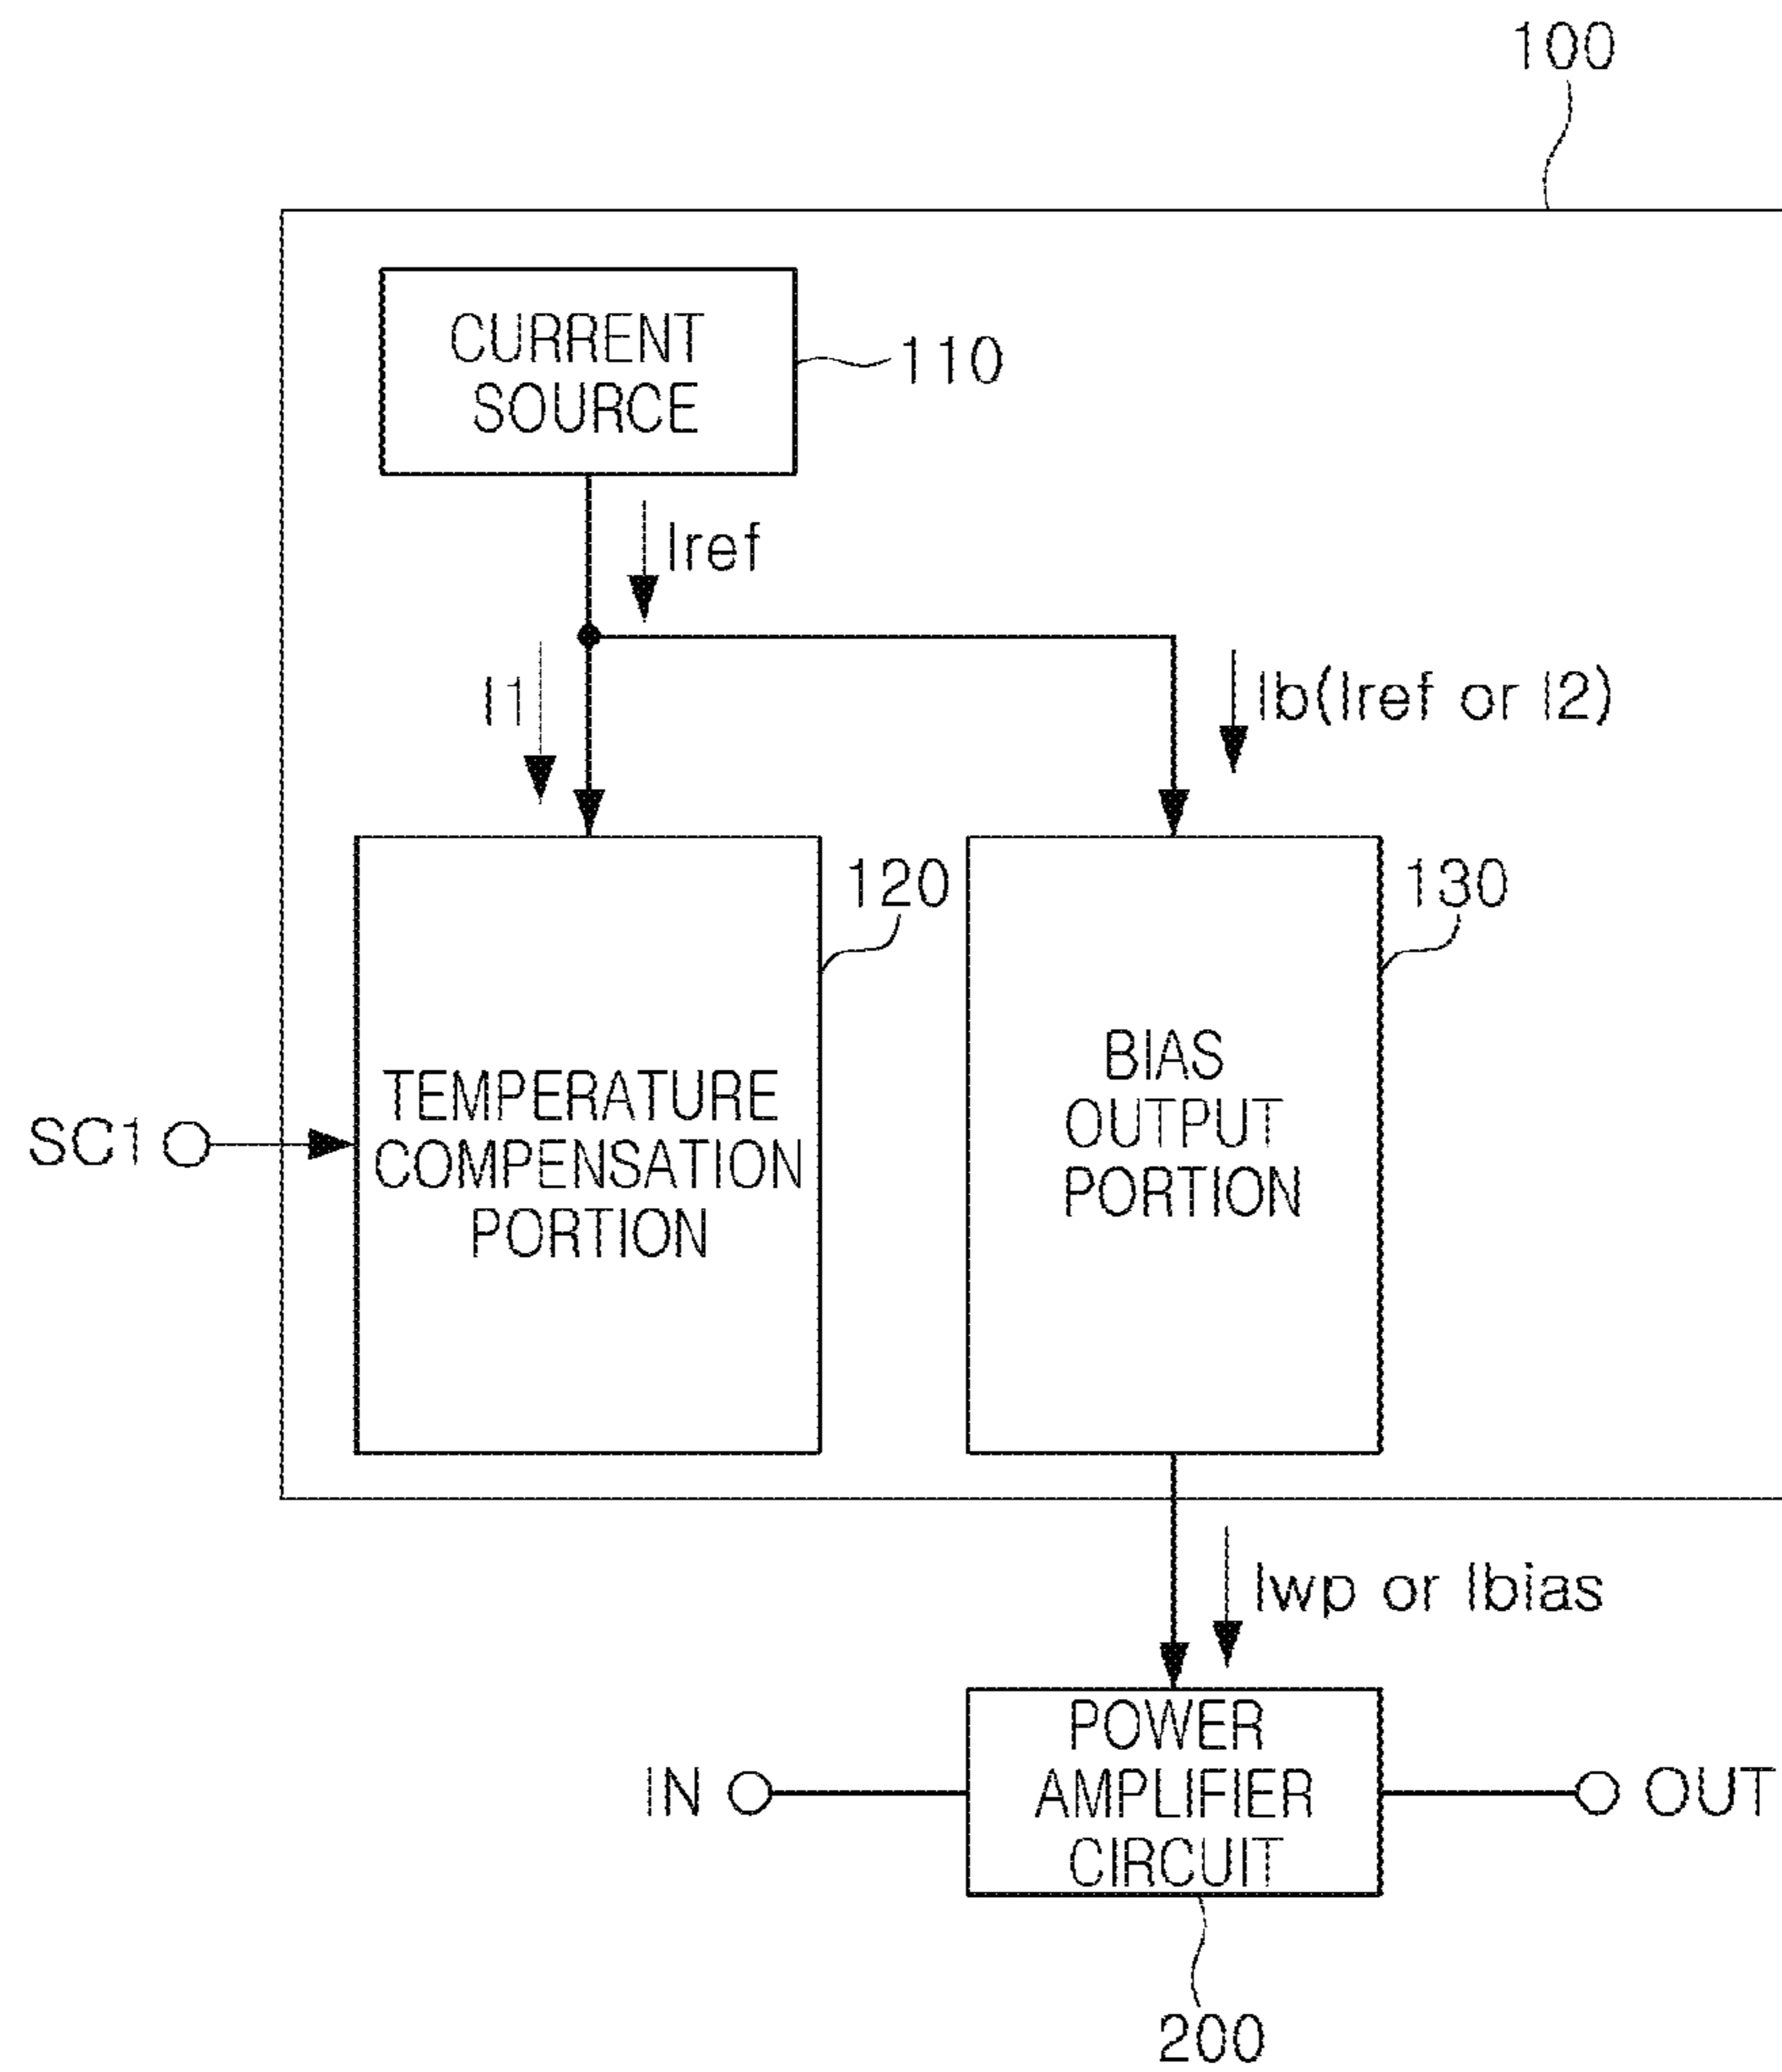 100
CURRENT
SOURCE
110
Iref
I1
Ib(Iref or I2)
120
130
TEMPERATURE
COMPENSATION
PORTION
BIAS
OUTPUT
PORTION
SC1
Iwp or Ibias
POWER
AMPLIFIER
CIRCUIT
IN
OUT
200